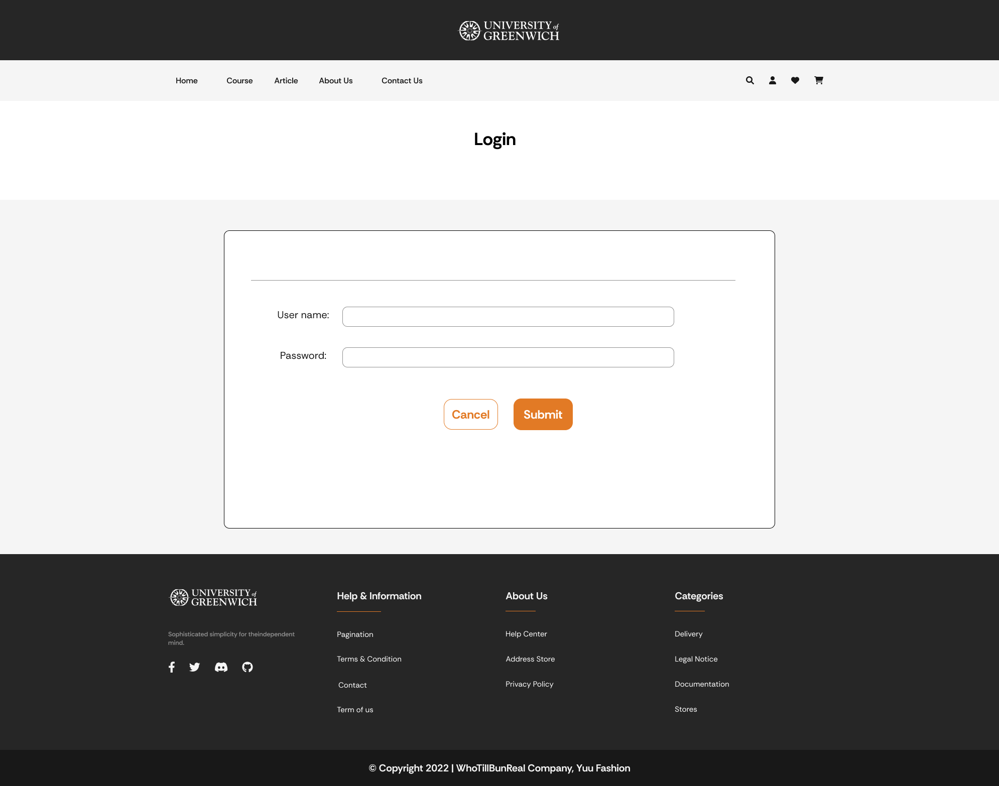 UNIVERSITY of
GREENWICH
Home Course Article About Us Contact Us
Login
User name:
Password:
Cancel Submit
UNIVERSITY of
GREENWICH
Sophisticated simplicity for theindependent
mind.
Help & Information
Pagination
Terms & Condition
Contact
Term of us
About Us
Help Center
Address Store
Privacy Policy
Categories
Delivery
Legal Notice
Documentation
Stores
© Copyright 2022 | WhoTillBunReal Company, Yuu Fashion